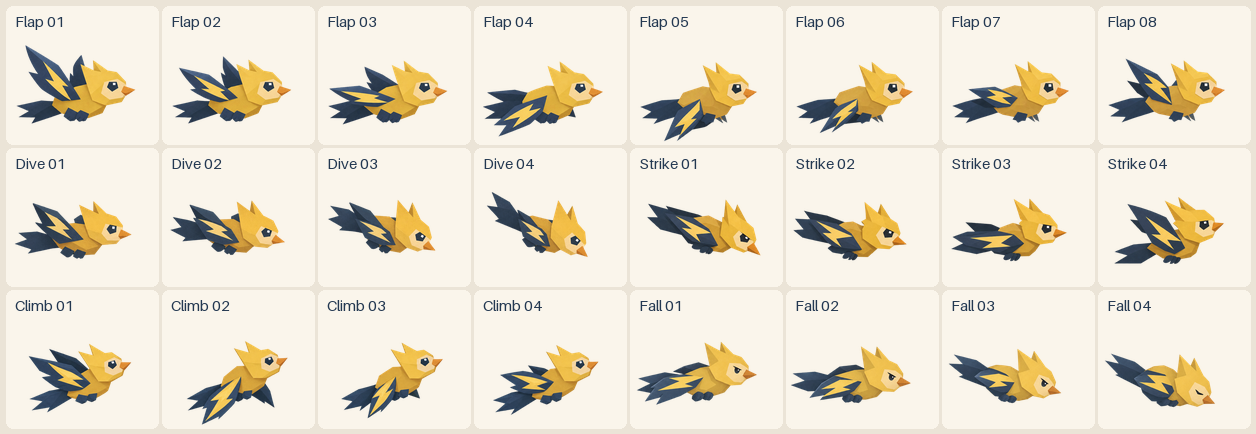 Flap 01
Flap 02
Flap 03
Flap 04
Flap 05
Flap 06
Flap 07
Flap 08
Dive 01
Dive 02
Dive 03
Dive 04
Strike 01
Strike 02
Strike 03
Strike 04
Climb 01
Climb 02
Climb 03
Climb 04
Fall 01
Fall 02
Fall 03
Fall 04